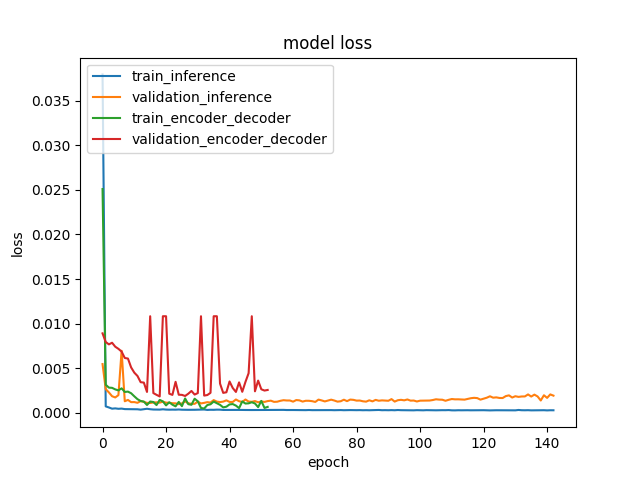 model loss
train_inference
validation_inference
train_encoder_decoder
validation_encoder_decoder
loss
0.035
0.030
0.025
0.020
0.015
0.010
0.005
0.000
0 20 40 60 80 100 120 140
epoch